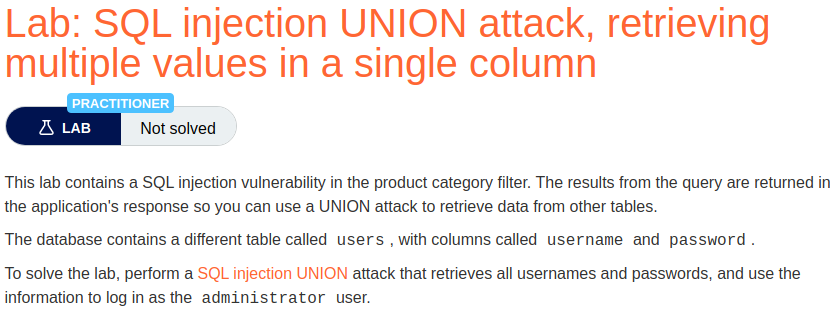 Lab: SQL injection UNION attack, retrieving
multiple values in a single column
PRACTITIONER
LAB
Not solved
This lab contains a SQL injection vulnerability in the product category filter. The results from the query are returned in
the application's response so you can use a UNION attack to retrieve data from other tables.
The database contains a different table called users , with columns called username and password .
To solve the lab, perform a SQL injection UNION attack that retrieves all usernames and passwords, and use the
information to log in as the administrator user.